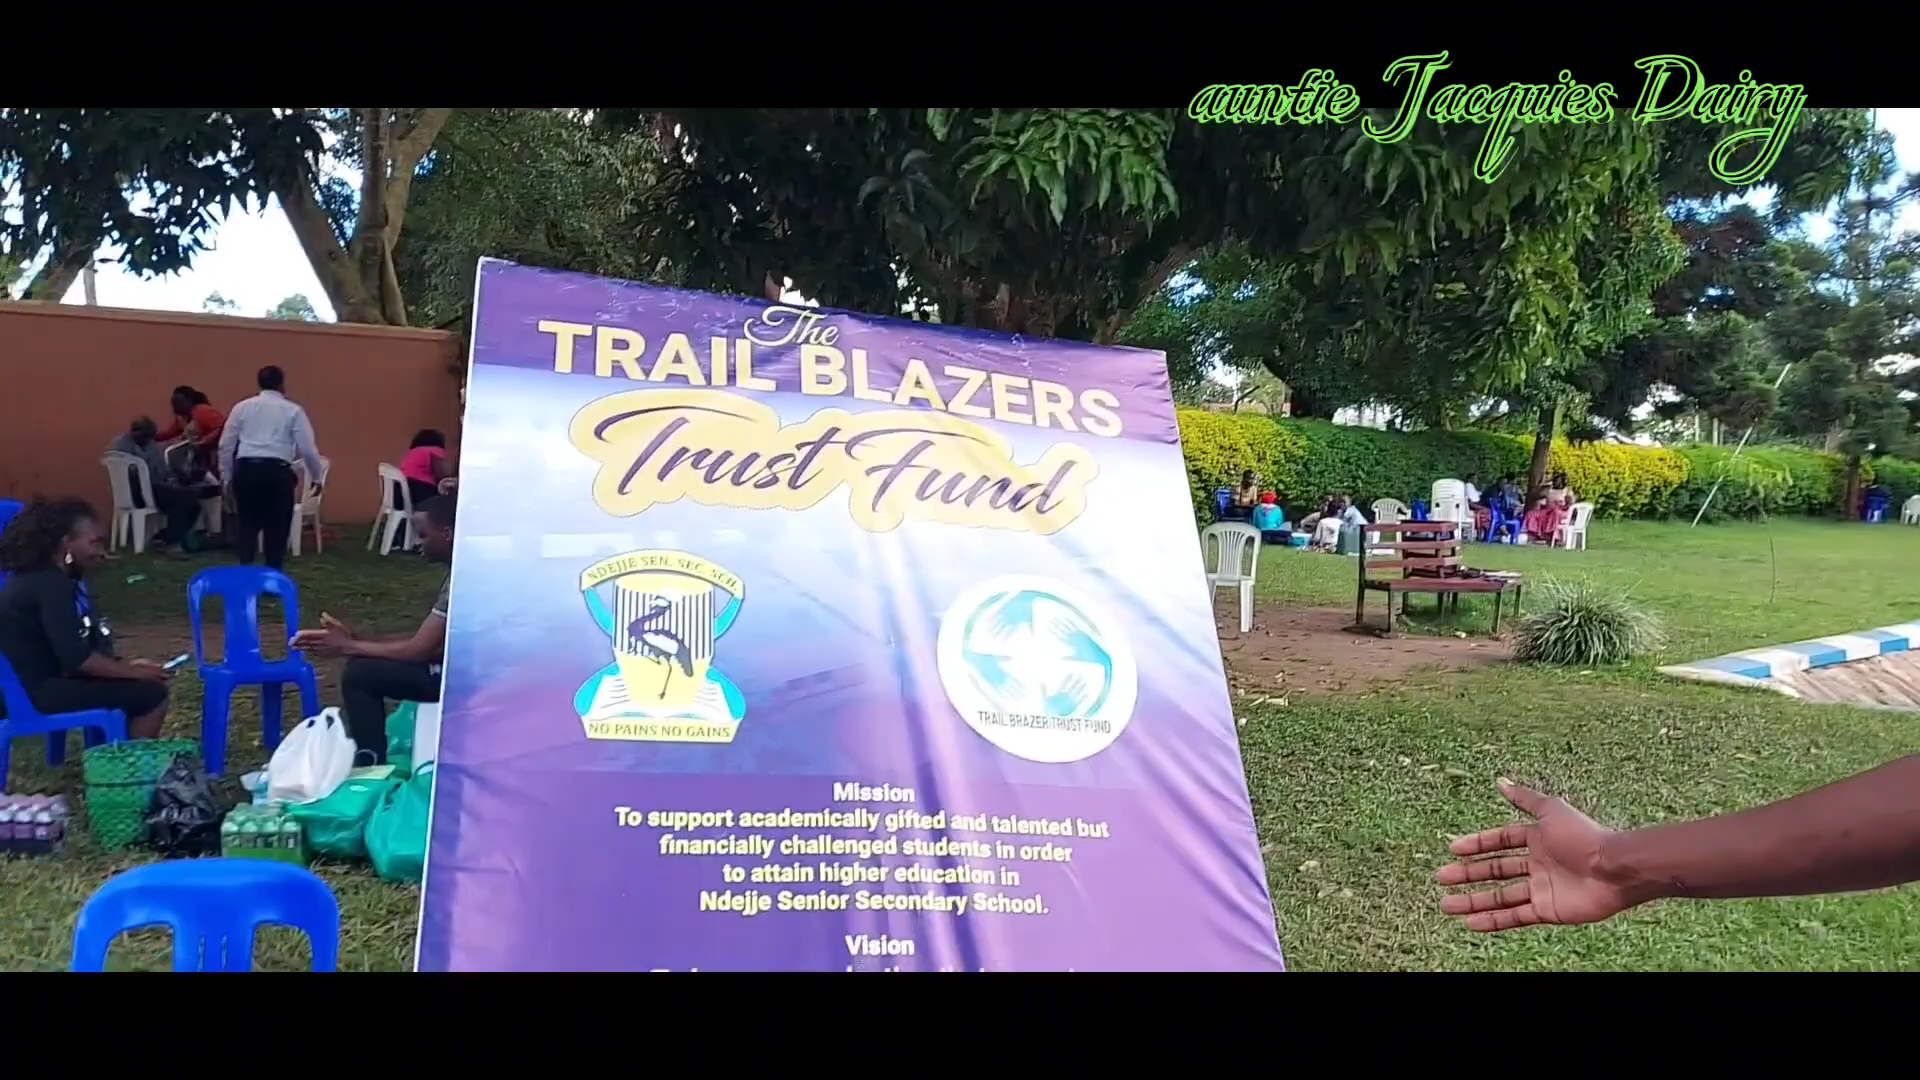 auntie Jacquies Dairy
The
TRAIL BLAZERS
Trust Fund
NDEJJE SEN. SEC. SCH.
NO PAINS NO GAINS
TRAIL BRAZER TRUST FUND
Mission
To support academically gifted and talented but
financially challenged students in order
to attain higher education in
Ndejje Senior Secondary School.
Vision